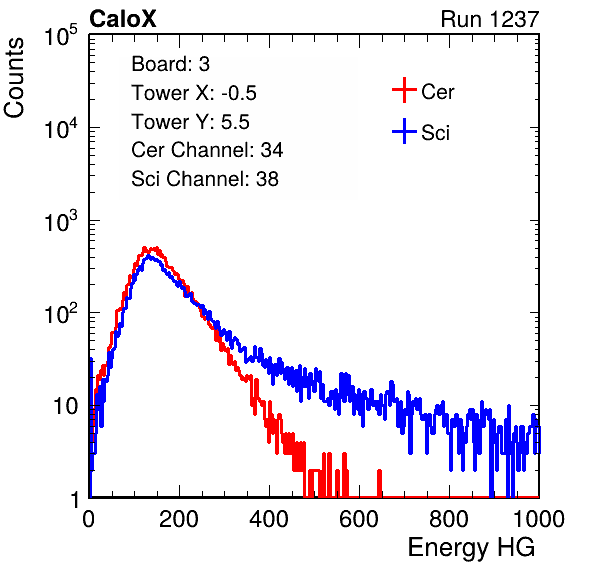 CaloX Run 1237
Counts
10^5
10^4
10^3
10^2
10
1
Board: 3
Tower X: -0.5
Tower Y: 5.5
Cer Channel: 34
Sci Channel: 38
Cer
Sci
0 200 400 600 800 1000
Energy HG